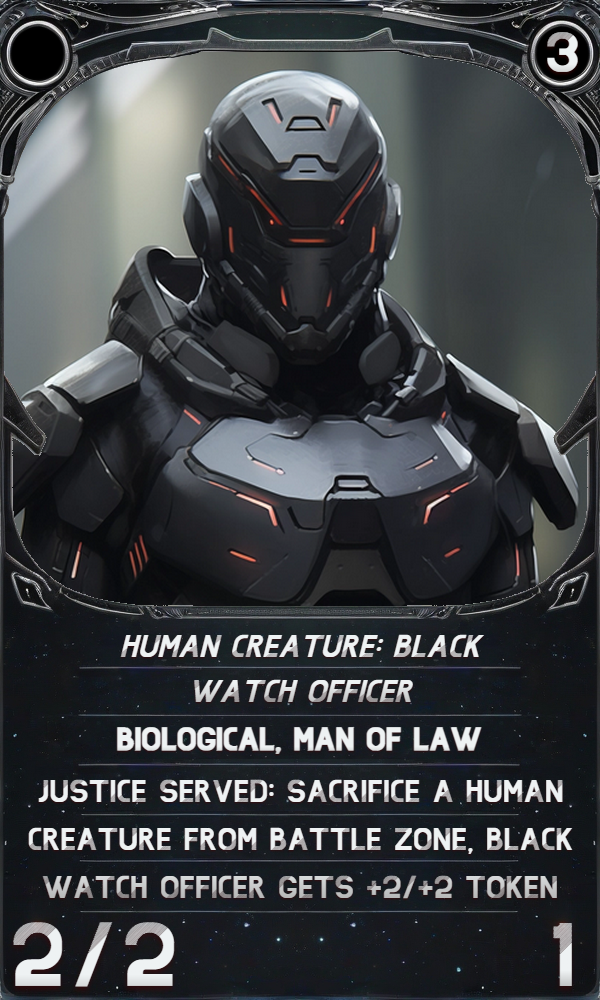 3
HUMAN CREATURE: BLACK
WATCH OFFICER
BIOLOGICAL, MAN OF LAW
JUSTICE SERVED: SACRIFICE A HUMAN
CREATURE FROM BATTLE ZONE, BLACK
WATCH OFFICER GETS +2/+2 TOKEN
2/2
1